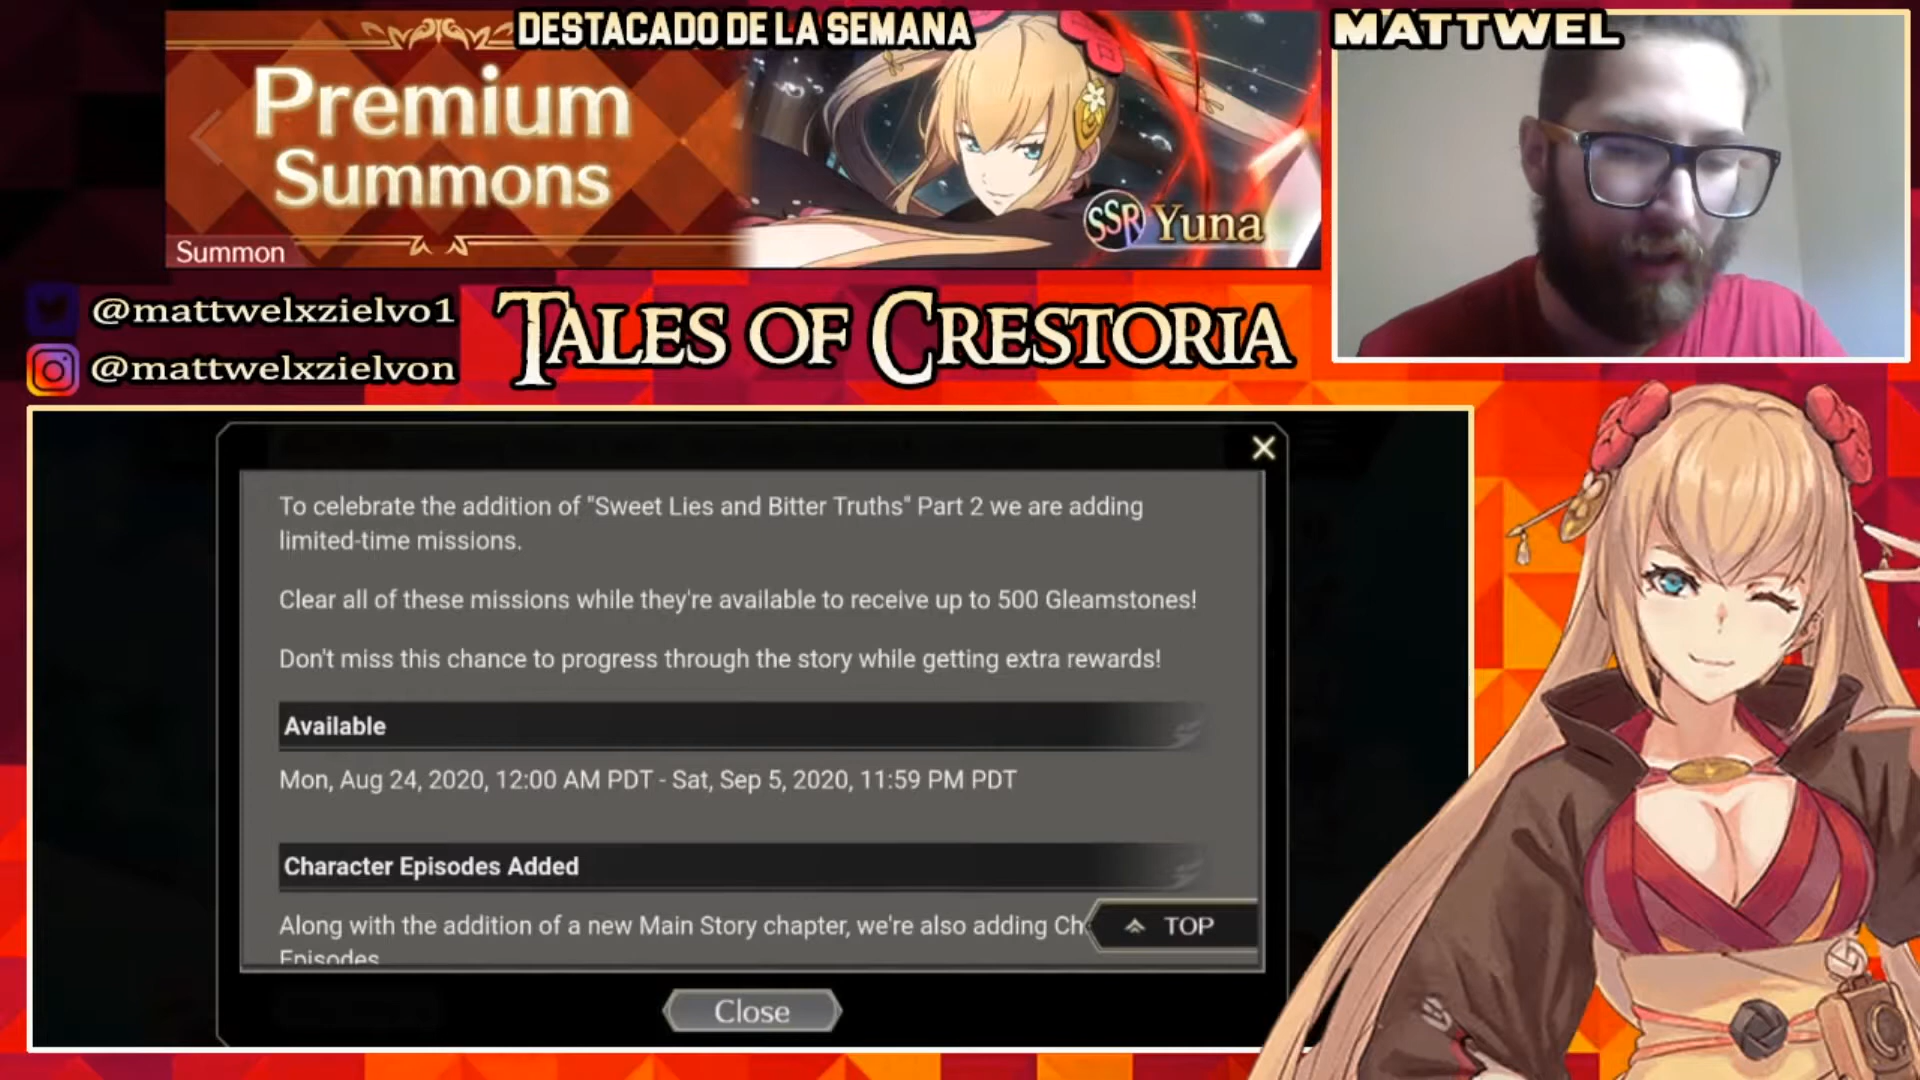 DESTACADO DE LA SEMANA
MATTWEL
Premium
Summons
SSR Yuna
Summon
@mattwelxzielvo1
@mattwelxzielvon
TALES OF CRESTORIA
To celebrate the addition of "Sweet Lies and Bitter Truths" Part 2 we are adding
limited-time missions.
Clear all of these missions while they're available to receive up to 500 Gleamstones!
Don't miss this chance to progress through the story while getting extra rewards!
Available
Mon, Aug 24, 2020, 12:00 AM PDT - Sat, Sep 5, 2020, 11:59 PM PDT
Character Episodes Added
Along with the addition of a new Main Story chapter, we're also adding Ch
Episodes
TOP
Close